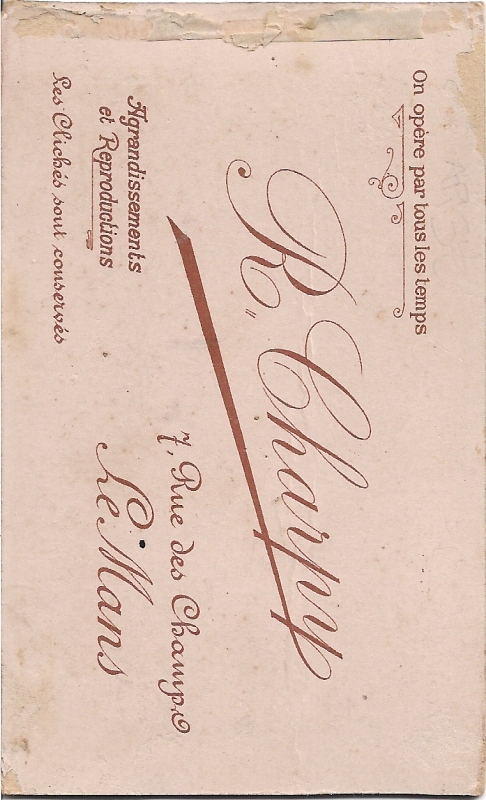 On opère par tous les temps
R. Charpy
7, Rue des Champs
Le Mans
Agrandissements
et Reproductions
Les Clichés sont conservés